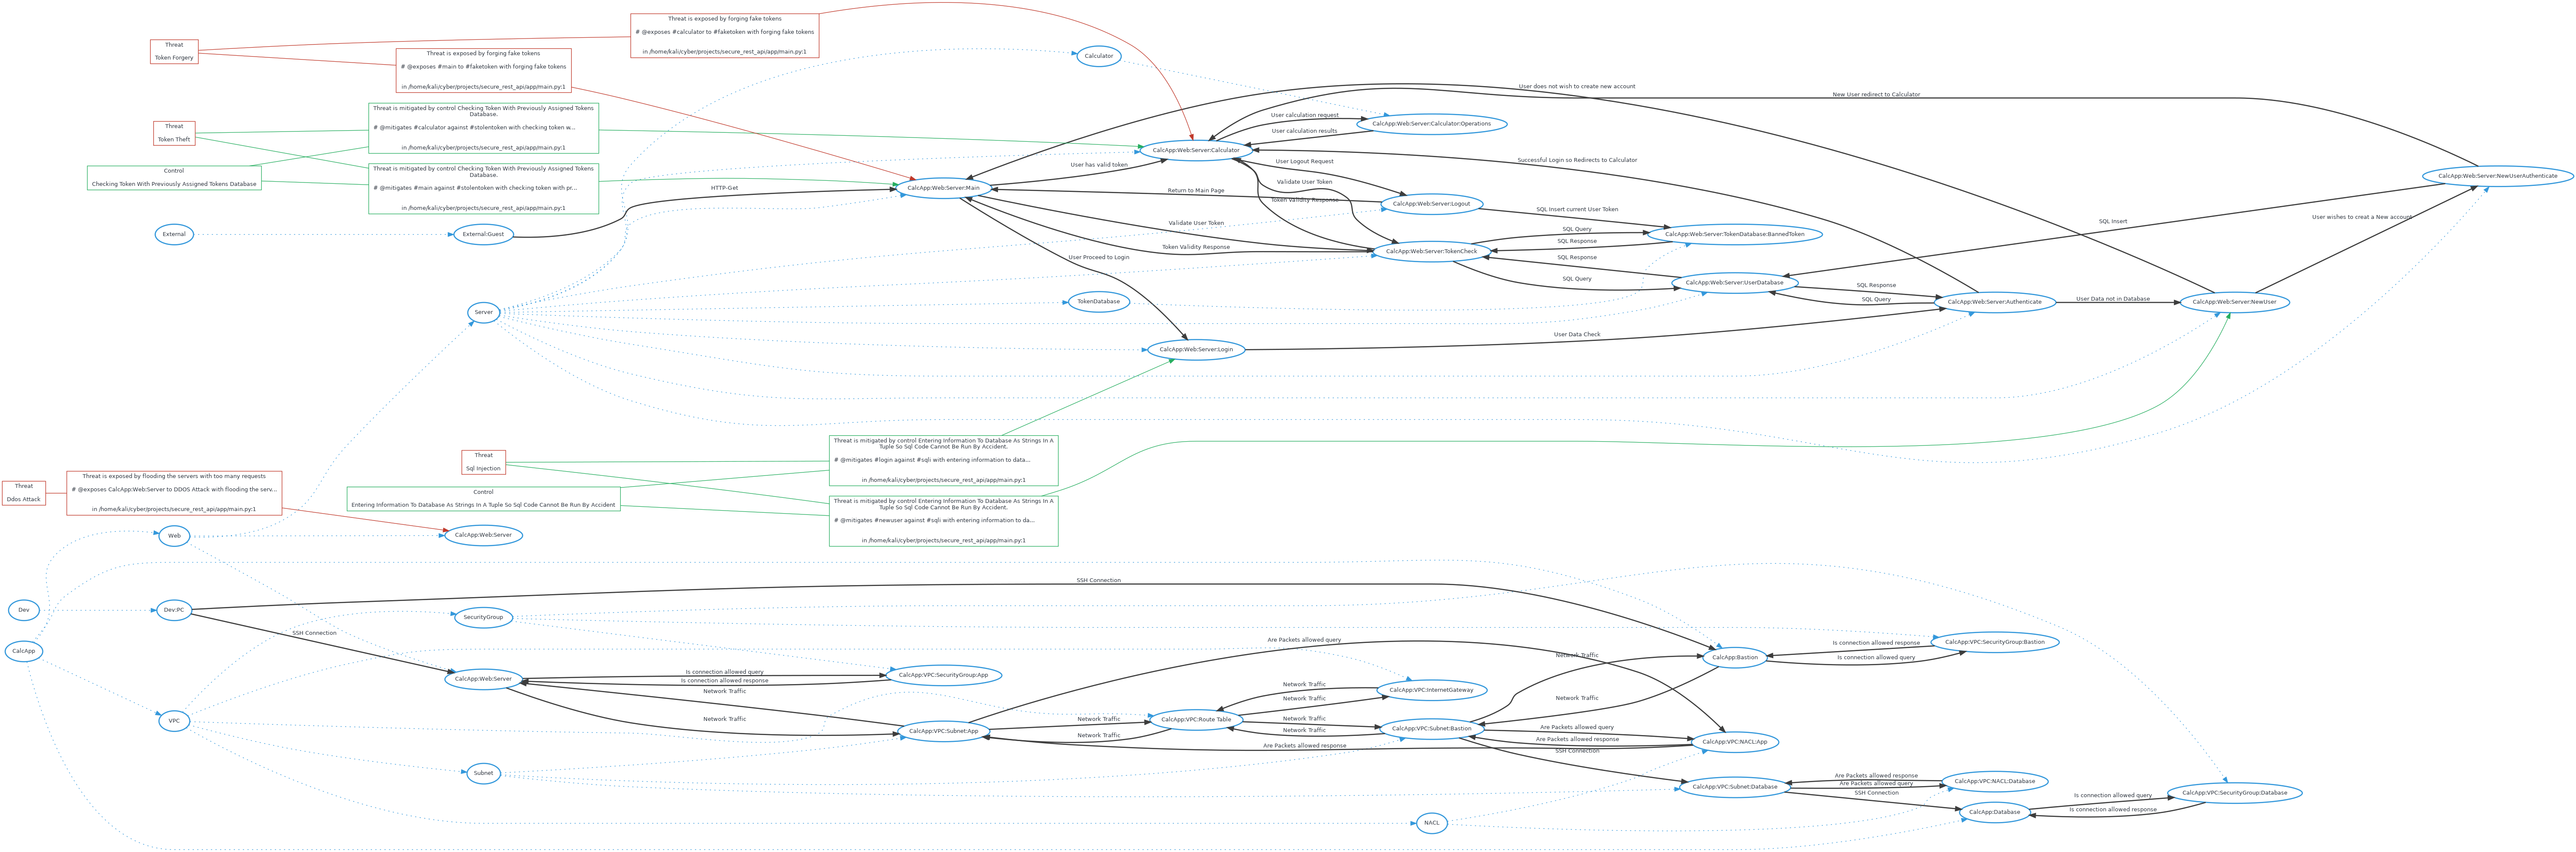 Threat is exposed by forging fake tokens
# @exposes #calculator to #faketoken with forging fake tokens
in /home/kali/cyber/projects/secure_rest_api/app/main.py:1
Threat
Token Forgery
Threat is exposed by forging fake tokens
# @exposes #main to #faketoken with forging fake tokens
in /home/kali/cyber/projects/secure_rest_api/app/main.py:1
Calculator
User does not wish to create new account
New User redirect to Calculator
Threat is mitigated by control Checking Token With Previously Assigned Tokens
Database.
# @mitigates #calculator against #stolentoken with checking token w...
in /home/kali/cyber/projects/secure_rest_api/app/main.py:1
Threat
Token Theft
User calculation request
CalcApp:Web:Server:Calculator:Operations
User calculation results
CalcApp:Web:Server:Calculator
Control
Checking Token With Previously Assigned Tokens Database
Threat is mitigated by control Checking Token With Previously Assigned Tokens
Database.
# @mitigates #main against #stolentoken with checking token with pr...
in /home/kali/cyber/projects/secure_rest_api/app/main.py:1
User has valid token
User Logout Request
Successful Login so Redirects to Calculator
CalcApp:Web:Server:NewUserAuthenticate
HTTP-Get
CalcApp:Web:Server:Main
Validate User Token
Return to Main Page
Token Validity Response
CalcApp:Web:Server:Logout
SQL Insert current User Token
SQL Insert
User wishes to creat a New account
External
External:Guest
Validate User Token
Token Validity Response
User Proceed to Login
CalcApp:Web:Server:TokenCheck
SQL Query
SQL Response
CalcApp:Web:Server:TokenDatabase:BannedToken
SQL Response
SQL Query
CalcApp:Web:Server:UserDatabase
SQL Response
SQL Query
CalcApp:Web:Server:Authenticate
User Data not in Database
CalcApp:Web:Server:NewUser
Server
TokenDatabase
CalcApp:Web:Server:Login
User Data Check
Threat
Sql Injection
Threat is mitigated by control Entering Information To Database As Strings In A
Tuple So Sql Code Cannot Be Run By Accident.
# @mitigates #login against #sqli with entering information to data...
in /home/kali/cyber/projects/secure_rest_api/app/main.py:1
Threat
Ddos Attack
Threat is exposed by flooding the servers with too many requests
# @exposes CalcApp:Web:Server to DDOS Attack with flooding the serv...
in /home/kali/cyber/projects/secure_rest_api/app/main.py:1
Control
Entering Information To Database As Strings In A Tuple So Sql Code Cannot Be Run By Accident
Threat is mitigated by control Entering Information To Database As Strings In A
Tuple So Sql Code Cannot Be Run By Accident.
# @mitigates #newuser against #sqli with entering information to da...
in /home/kali/cyber/projects/secure_rest_api/app/main.py:1
Web
CalcApp:Web:Server
SSH Connection
Dev
Dev:PC
SecurityGroup
SSH Connection
CalcApp
Are Packets allowed query
Is connection allowed response
CalcApp:VPC:SecurityGroup:Bastion
Network Traffic
CalcApp:Bastion
Is connection allowed query
CalcApp:Web:Server
Is connection allowed query
Is connection allowed response
CalcApp:VPC:SecurityGroup:App
Network Traffic
Network Traffic
CalcApp:VPC:InternetGateway
Network Traffic
Network Traffic
Network Traffic
VPC
Network Traffic
CalcApp:VPC:Subnet:App
Network Traffic
Network Traffic
CalcApp:VPC:Route Table
Network Traffic
Network Traffic
CalcApp:VPC:Subnet:Bastion
Are Packets allowed query
Are Packets allowed response
CalcApp:VPC:NACL:App
Are Packets allowed response
SSH Connection
Subnet
CalcApp:VPC:Subnet:Database
Are Packets allowed response
Are Packets allowed query
SSH Connection
CalcApp:VPC:NACL:Database
Is connection allowed query
CalcApp:VPC:SecurityGroup:Database
Is connection allowed response
CalcApp:Database
NACL